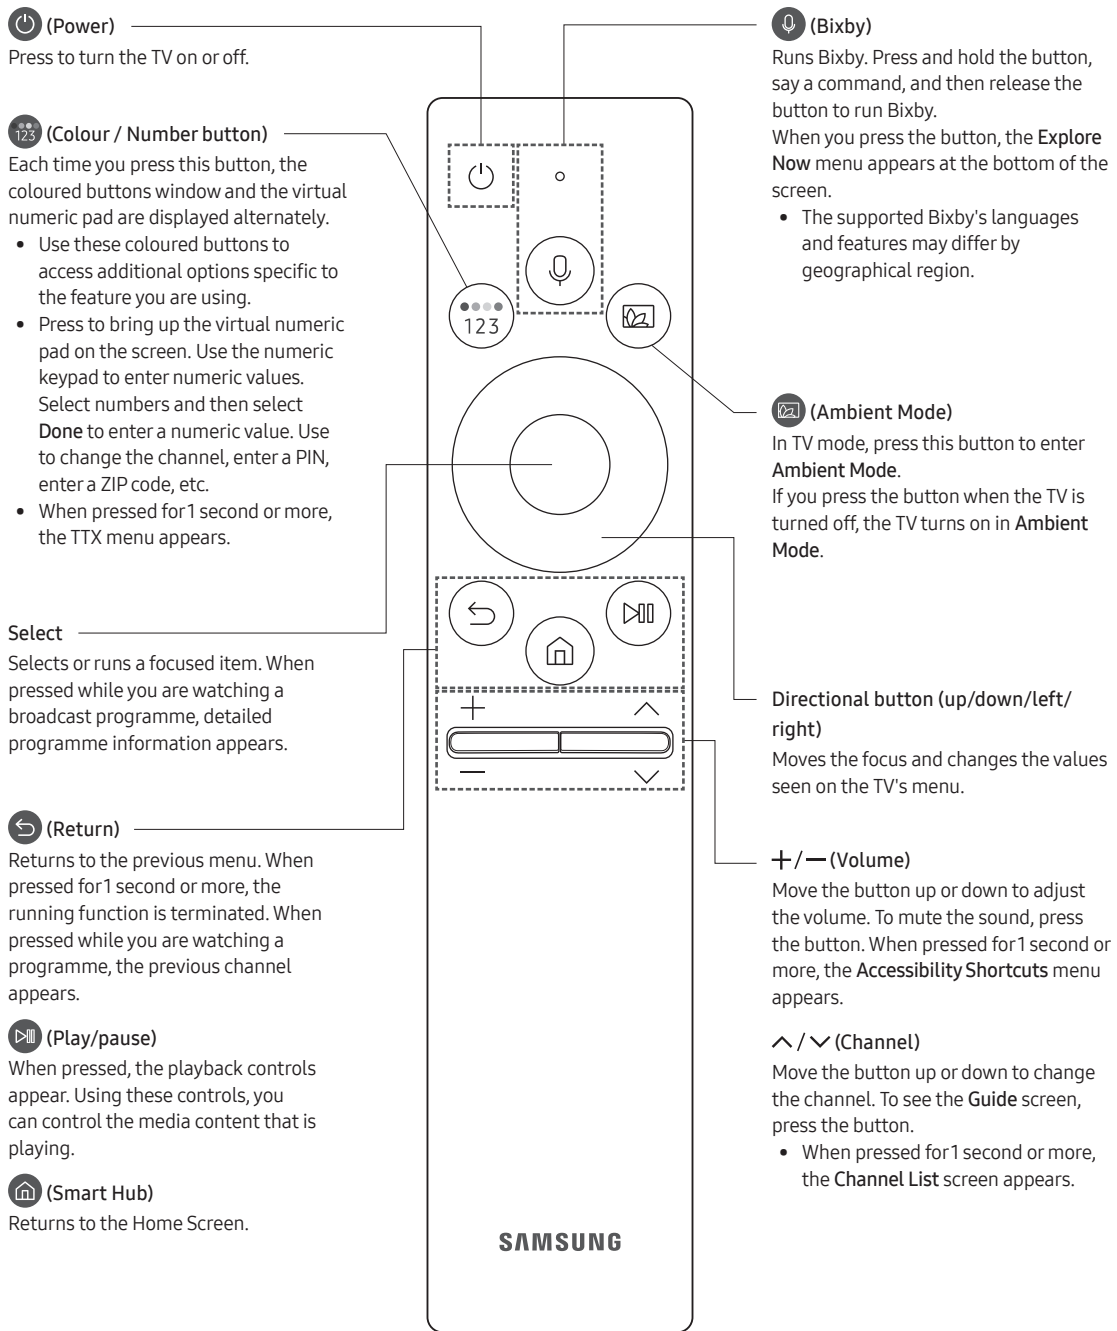 (Power)
Press to turn the TV on or off.
123 (Colour / Number button)
Each time you press this button, the
coloured buttons window and the virtual
numeric pad are displayed alternately.
• Use these coloured buttons to
access additional options specific to
the feature you are using.
• Press to bring up the virtual numeric
pad on the screen. Use the numeric
keypad to enter numeric values.
Select numbers and then select
Done to enter a numeric value. Use
to change the channel, enter a PIN,
enter a ZIP code, etc.
• When pressed for 1 second or more,
the TTX menu appears.
Select
Selects or runs a focused item. When
pressed while you are watching a
broadcast programme, detailed
programme information appears.
(Return)
Returns to the previous menu. When
pressed for 1 second or more, the
running function is terminated. When
pressed while you are watching a
programme, the previous channel
appears.
(Play/pause)
When pressed, the playback controls
appear. Using these controls, you
can control the media content that is
playing.
(Smart Hub)
Returns to the Home Screen.
123
+
—
SAMSUNG
(Bixby)
Runs Bixby. Press and hold the button,
say a command, and then release the
button to run Bixby.
When you press the button, the Explore
Now menu appears at the bottom of the
screen.
• The supported Bixby's languages
and features may differ by
geographical region.
(Ambient Mode)
In TV mode, press this button to enter
Ambient Mode.
If you press the button when the TV is
turned off, the TV turns on in Ambient
Mode.
Directional button (up/down/left/
right)
Moves the focus and changes the values
seen on the TV's menu.
+/— (Volume)
Move the button up or down to adjust
the volume. To mute the sound, press
the button. When pressed for 1 second or
more, the Accessibility Shortcuts menu
appears.
/ (Channel)
Move the button up or down to change
the channel. To see the Guide screen,
press the button.
• When pressed for 1 second or more,
the Channel List screen appears.